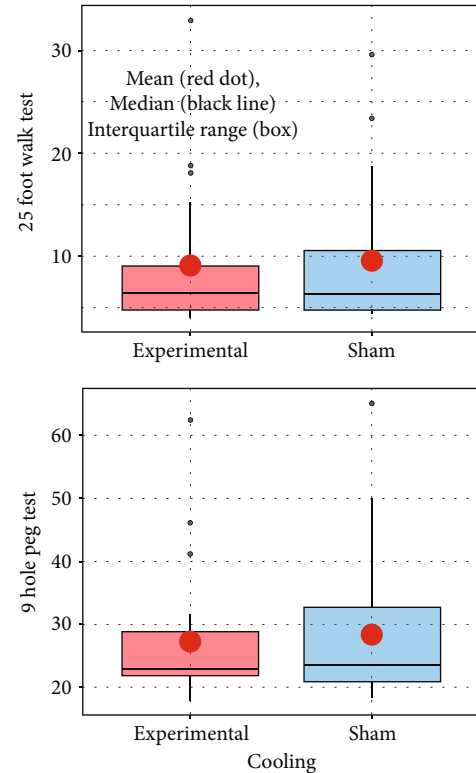 30
20
10
25 foot walk test
Mean (red dot),
Median (black line)
Interquartile range (box)
Experimental Sham
60
50
40
30
20
9 hole peg test
Experimental Sham
Cooling